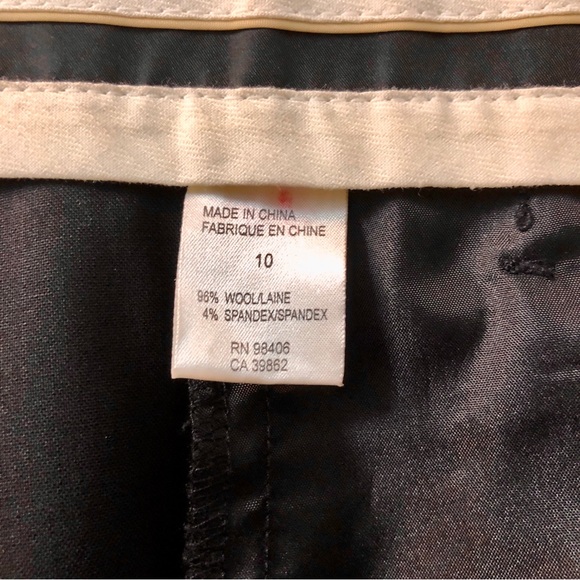 MADE IN CHINA
FABRIQUE EN CHINE
10
96% WOOL/LAINE
4% SPANDEX/SPANDEX
RN 98406
CA 39862